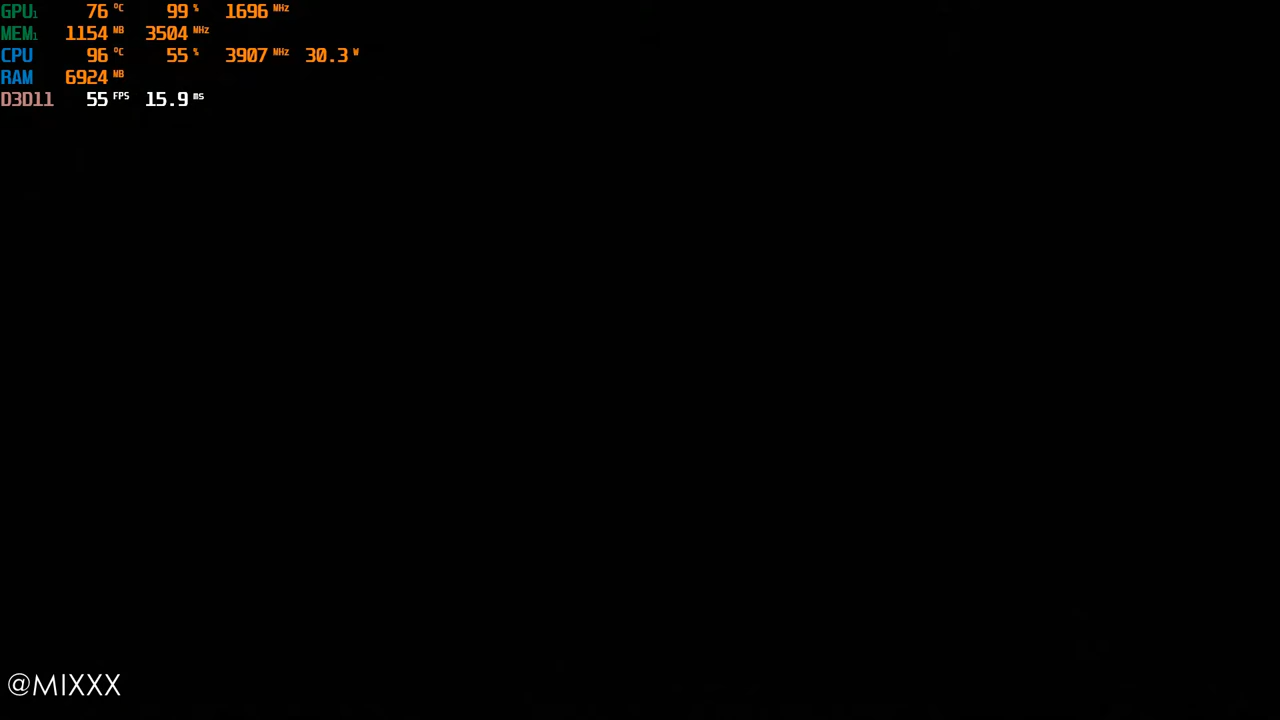 GPU1 76 °C 99 % 1696 MHz
MEM1 1154 MB 3504 MHz
CPU 96 °C 55 % 3907 MHz 30.3 W
RAM 6924 MB
D3D11 55 FPS 15.9 ms
@MIXXX